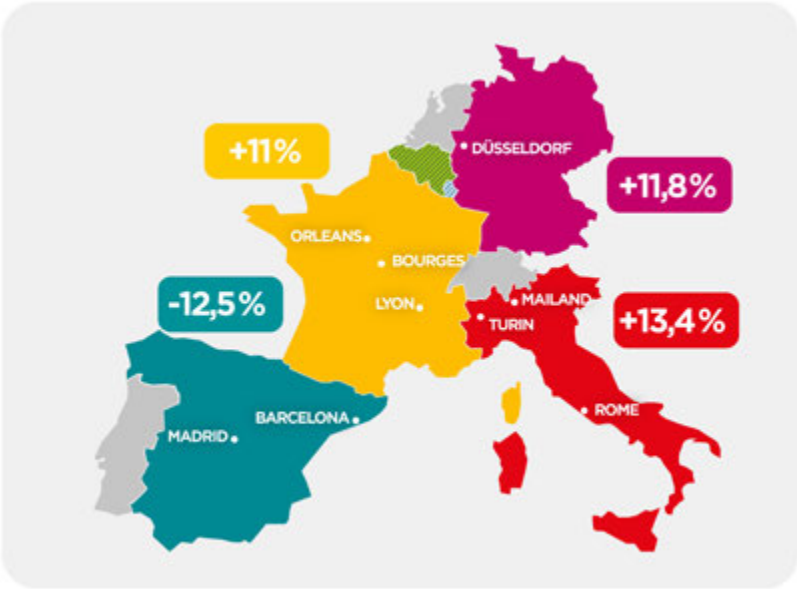 DÜSSELDORF
+11%
+11,8%
ORLEANS
BOURGES
-12,5%
LYON
MAILAND
TURIN
+13,4%
BARCELONA
ROME
MADRID